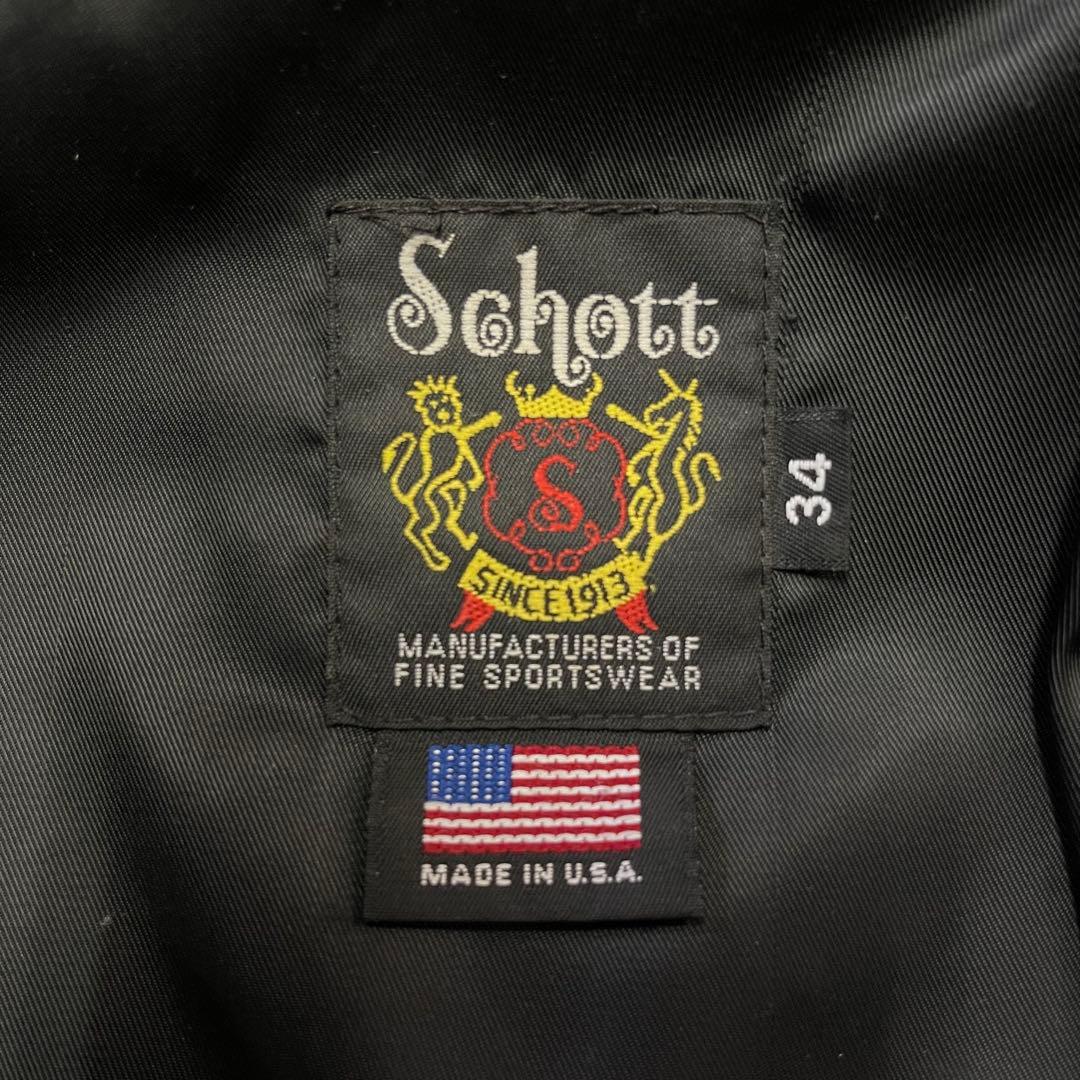 Schott
S
SINCE 1913
MANUFACTURERS OF
FINE SPORTSWEAR
34
MADE IN U.S.A.